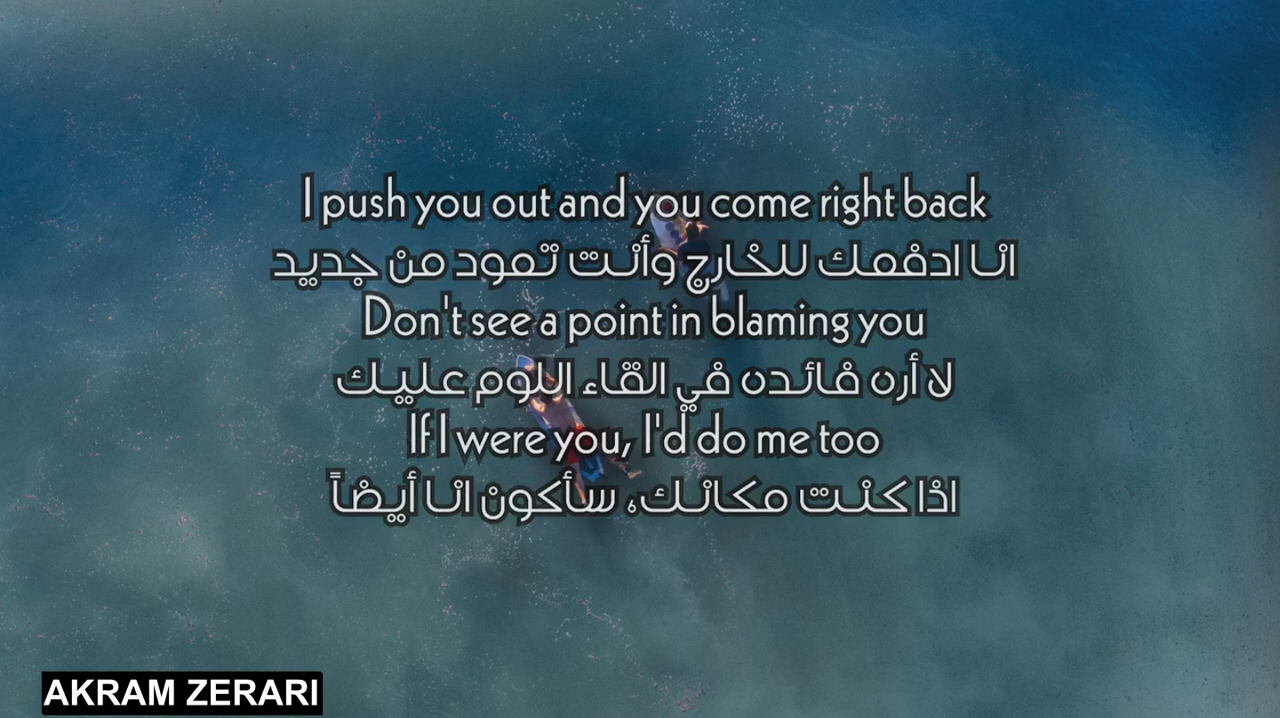 I push you out and you come right back
انا ادفعك للخارج وأنت تعود من جديد
Don't see a point in blaming you
لا أره فائده في القاء اللوم عليك
If I were you, I'd do me too
اذا كنت مكانك، سأكون انا أيضاً
AKRAM ZERARI